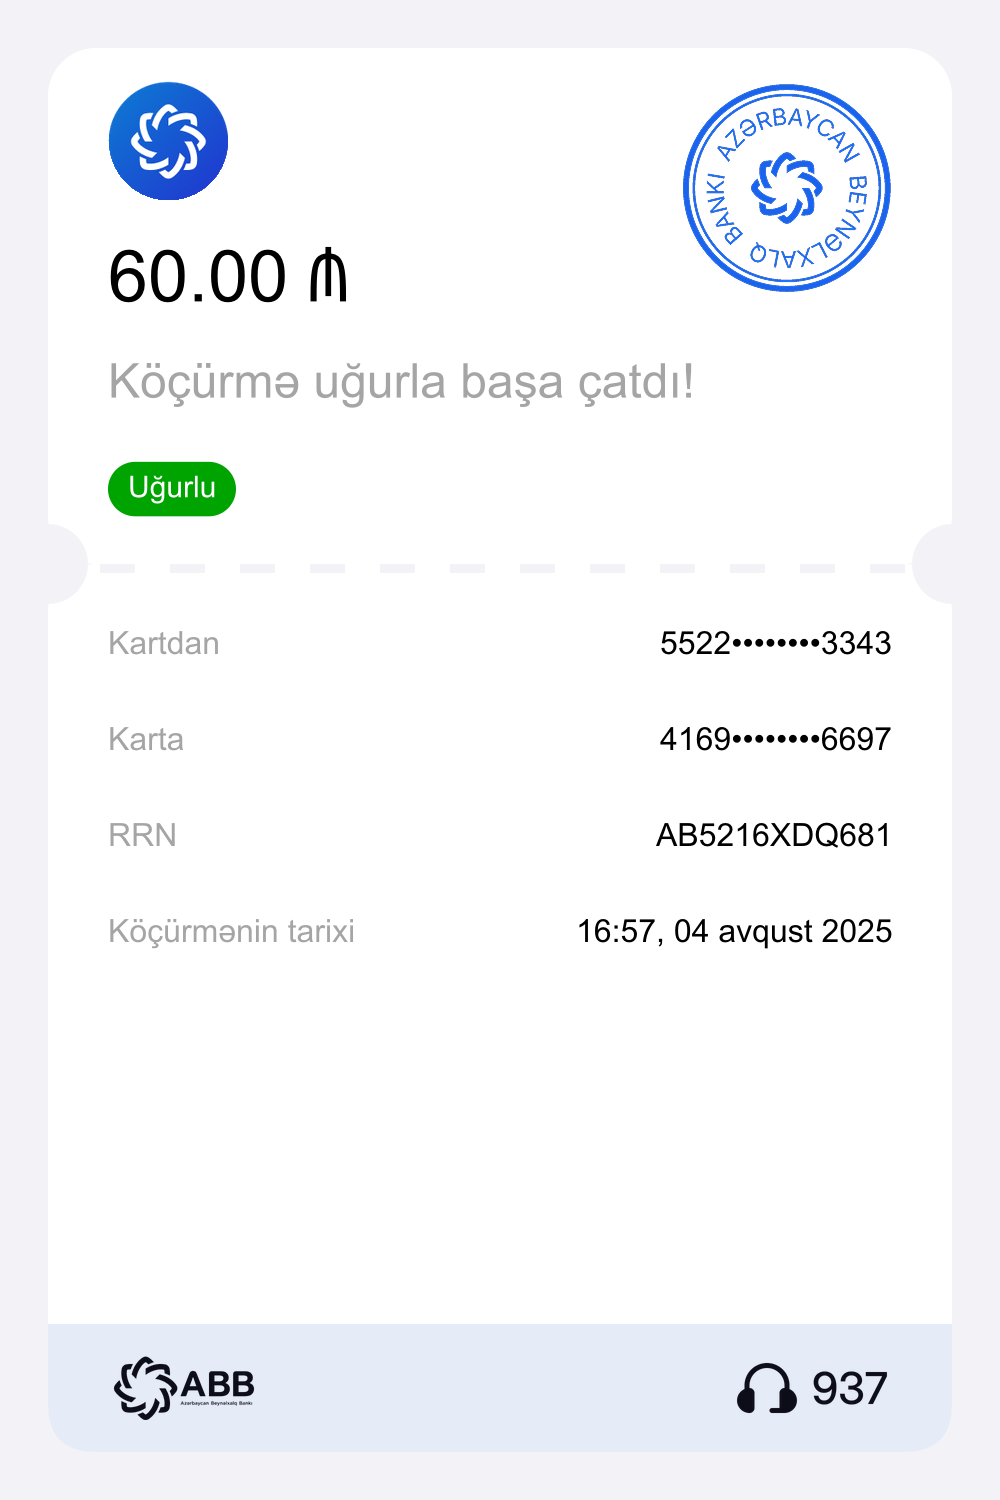 AZƏRBAYCAN BEYNƏLXALQ BANKI
60.00 ₼
Köçürmə uğurla başa çatdı!
Uğurlu
Kartdan 5522••••••••3343
Karta 4169••••••••6697
RRN AB5216XDQ681
Köçürmənin tarixi 16:57, 04 avqust 2025
ABB 937
Azərbaycan Beynəlxalq Bankı